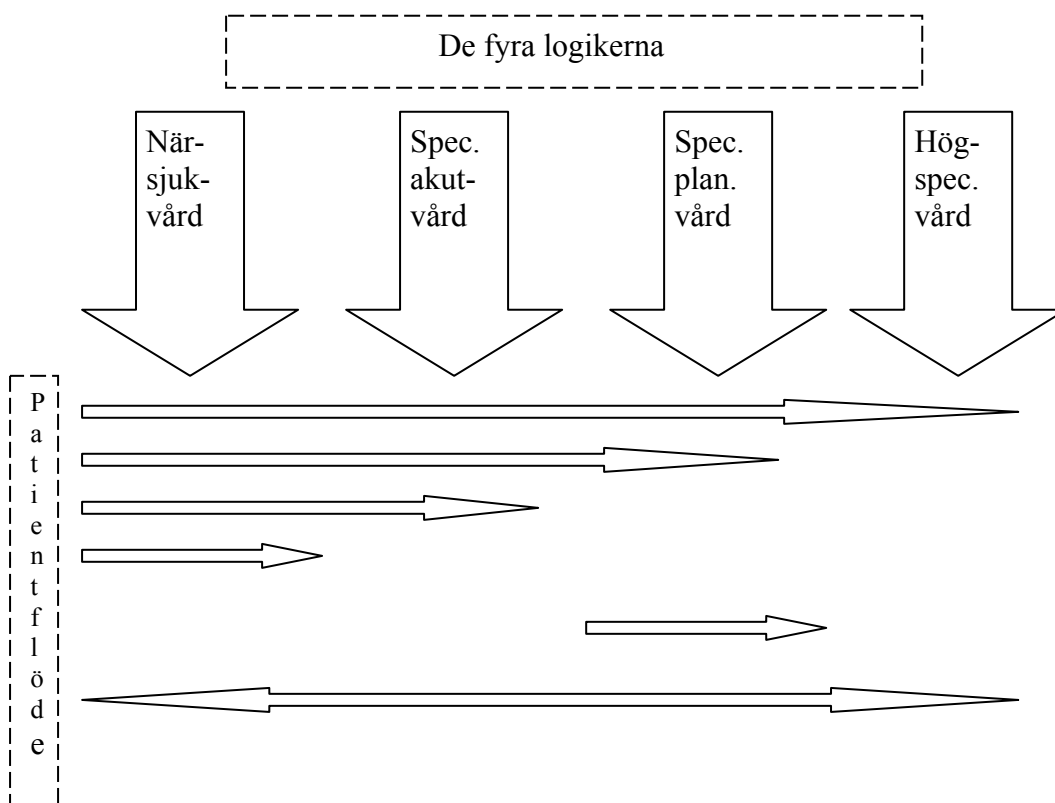 De fyra logikerna
När-
sjuk-
vård
Spec.
akut-
vård
Spec.
plan.
vård
Hög-
spec.
vård
P
a
t
i
e
n
t
f
l
ö
d
e